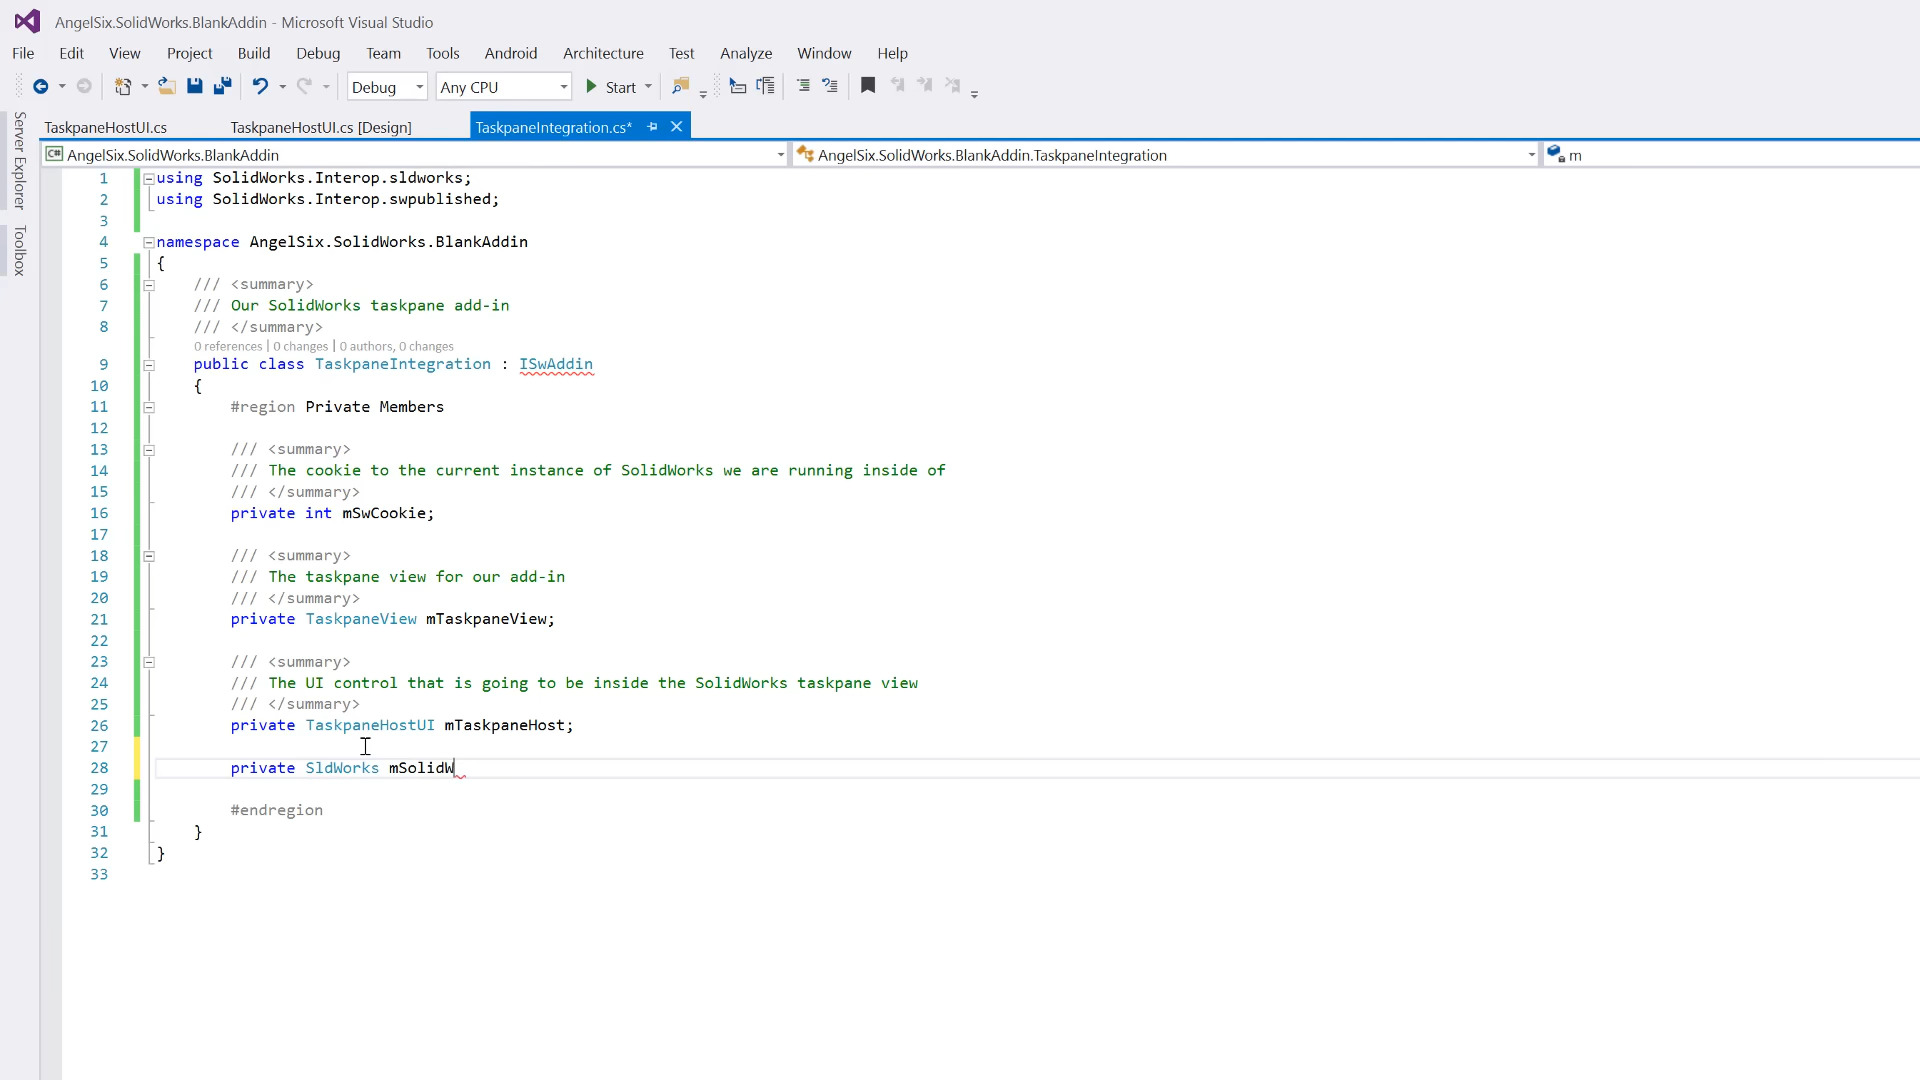 AngelSix.SolidWorks.BlankAddin - Microsoft Visual Studio
File Edit View Project Build Debug Team Tools Android Architecture Test Analyze Window Help
Debug Any CPU Start
Server Explorer
Toolbox
TaskpaneHostUI.cs TaskpaneHostUI.cs [Design] TaskpaneIntegration.cs*
C# AngelSix.SolidWorks.BlankAddin AngelSix.SolidWorks.BlankAddin.TaskpaneIntegration m
1 using SolidWorks.Interop.sldworks;
2 using SolidWorks.Interop.swpublished;
3
4 namespace AngelSix.SolidWorks.BlankAddin
5 {
6 /// <summary>
7 /// Our SolidWorks taskpane add-in
8 /// </summary>
0 references | 0 changes | 0 authors, 0 changes
9 public class TaskpaneIntegration : ISwAddin
10 {
11 #region Private Members
12
13 /// <summary>
14 /// The cookie to the current instance of SolidWorks we are running inside of
15 /// </summary>
16 private int mSwCookie;
17
18 /// <summary>
19 /// The taskpane view for our add-in
20 /// </summary>
21 private TaskpaneView mTaskpaneView;
22
23 /// <summary>
24 /// The UI control that is going to be inside the SolidWorks taskpane view
25 /// </summary>
26 private TaskpaneHostUI mTaskpaneHost;
27
28 private SldWorks mSolidW
29
30 #endregion
31 }
32 }
33